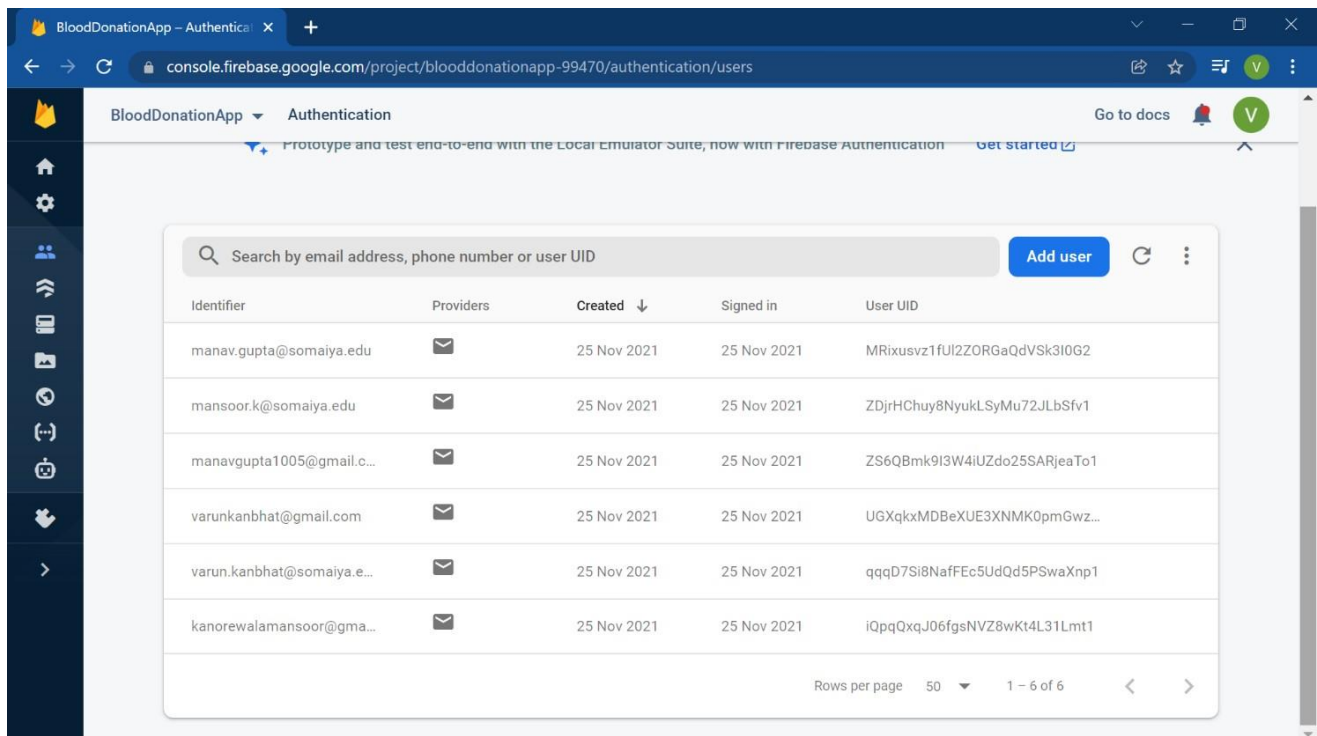 BloodDonationApp – Authenticat
console.firebase.google.com/project/blooddonationapp-99470/authentication/users
V
BloodDonationApp Authentication Go to docs V
Prototype and test end-to-end with the Local Emulator Suite, now with Firebase Authentication Get started
Search by email address, phone number or user UID Add user
Identifier Providers Created Signed in User UID
manav.gupta@somaiya.edu 25 Nov 2021 25 Nov 2021 MRixusvz1fUl2ZORGaQdVSk3I0G2
mansoor.k@somaiya.edu 25 Nov 2021 25 Nov 2021 ZDjrHChuy8NyukLSyMu72JLbSfv1
manavgupta1005@gmail.c... 25 Nov 2021 25 Nov 2021 ZS6QBmk9I3W4iUZdo25SARjeaTo1
varunkanbhat@gmail.com 25 Nov 2021 25 Nov 2021 UGXqkxMDBeXUE3XNMK0pmGwz...
varun.kanbhat@somaiya.e... 25 Nov 2021 25 Nov 2021 qqqD7Si8NafFEc5UdQd5PSwaXnp1
kanorewalamansoor@gma... 25 Nov 2021 25 Nov 2021 iQpqQxqJ06fgsNVZ8wKt4L31Lmt1
Rows per page 50 1 – 6 of 6